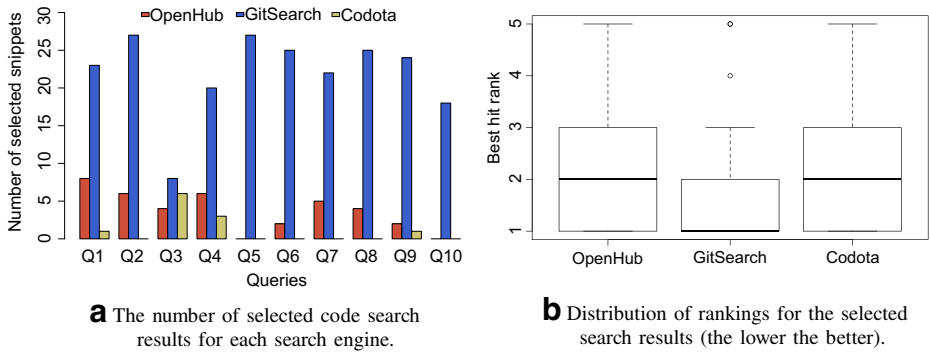 OpenHub GitSearch Codota
Number of selected snippets
30
25
20
15
10
5
0
Q1 Q2 Q3 Q4 Q5 Q6 Q7 Q8 Q9 Q10
Queries
a The number of selected code search
results for each search engine.
Best hit rank
5
4
3
2
1
OpenHub GitSearch Codota
b Distribution of rankings for the selected
search results (the lower the better).